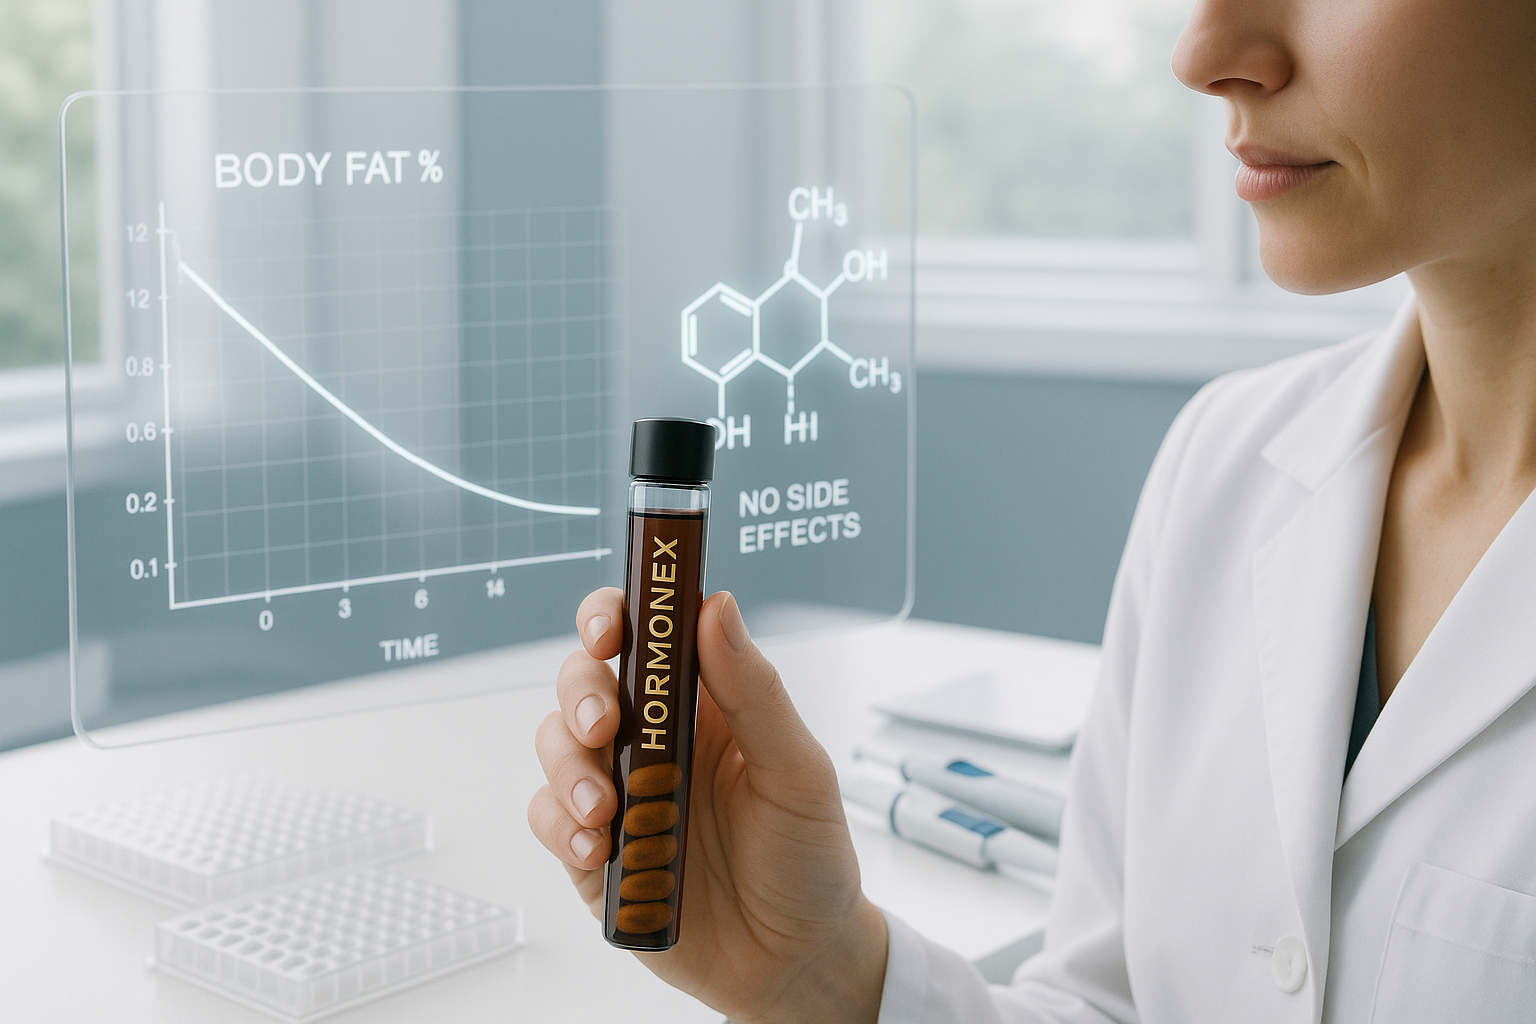 BODY FAT %
12
12
0.8
0.6
0.2
0.1
0
3
6
14
TIME
CH3
OH
CH3
OH
HI
NO SIDE
EFFECTS
HORMONEX